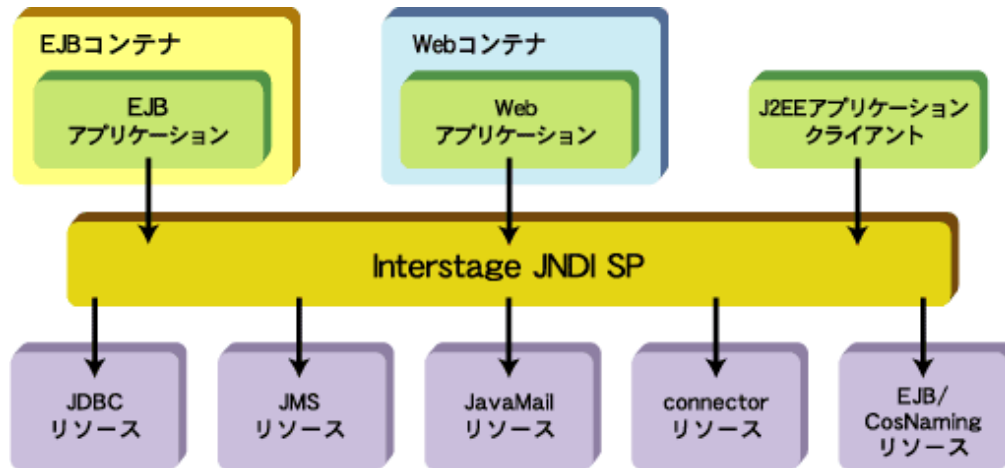 EJBコンテナ
EJB
アプリケーション
Webコンテナ
Web
アプリケーション
J2EEアプリケーション
クライアント
Interstage JNDI SP
JDBC
リソース
JMS
リソース
JavaMail
リソース
connector
リソース
EJB/
CosNaming
リソース